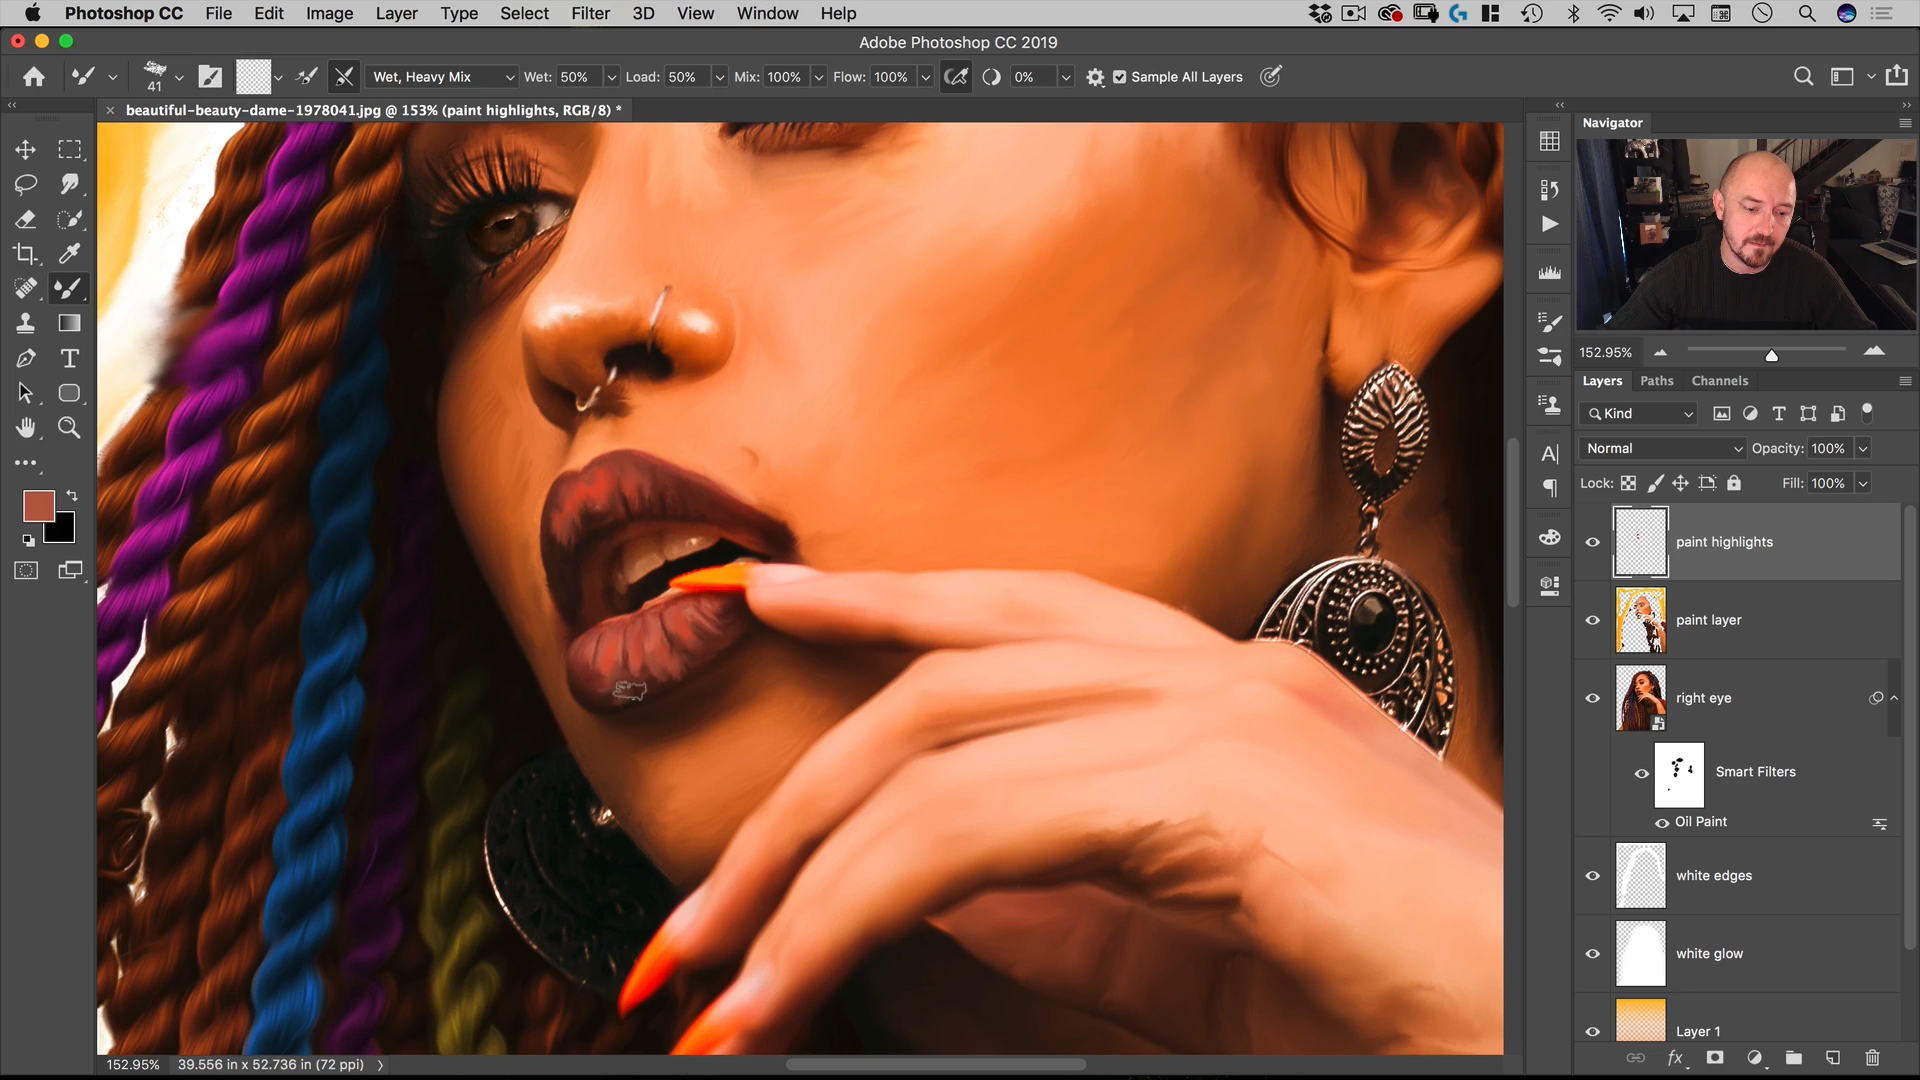 Photoshop CC File Edit Image Layer Type Select Filter 3D View Window Help
Adobe Photoshop CC 2019
41
Wet, Heavy Mix Wet: 50% Load: 50% Mix: 100% Flow: 100% 0% Sample All Layers
beautiful-beauty-dame-1978041.jpg @ 153% (paint highlights, RGB/8) *
Navigator
152.95%
Layers Paths Channels
Kind
Normal Opacity: 100%
Lock: Fill: 100%
paint highlights
paint layer
right eye
Smart Filters
Oil Paint
white edges
white glow
Layer 1
fx
152.95% 39.556 in x 52.736 in (72 ppi)